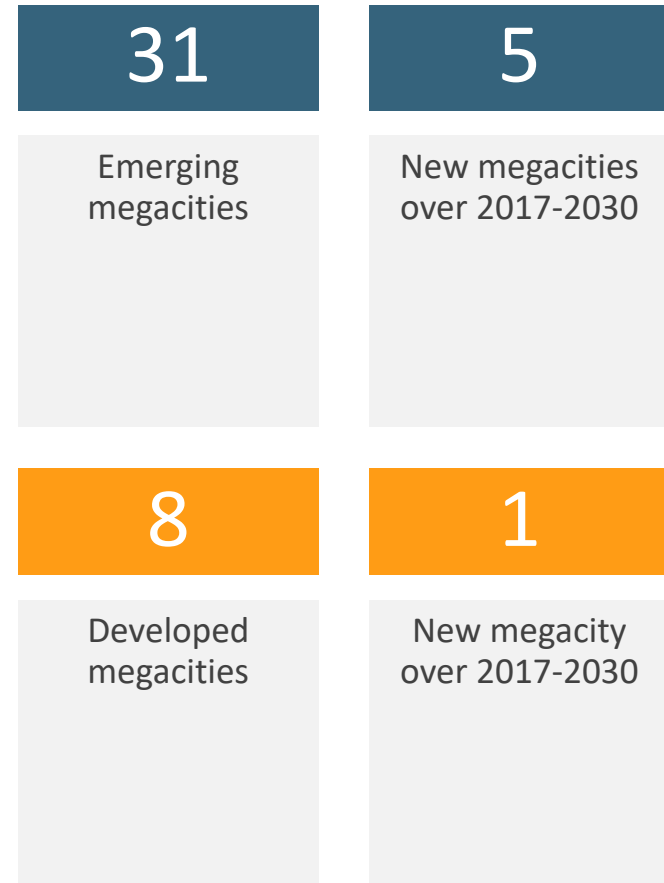 31
5
Emerging
megacities
New megacities
over 2017-2030
8
1
Developed
megacities
New megacity
over 2017-2030